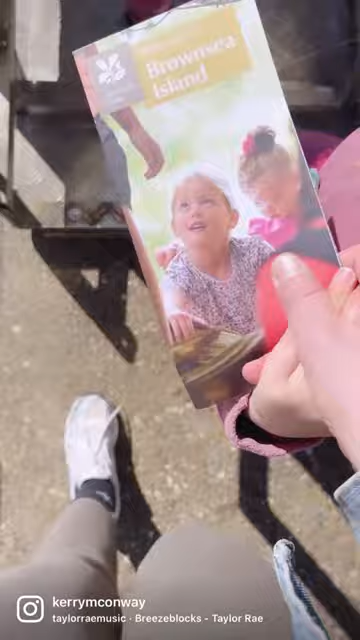 Brownsea
Island
kerrymconway
taylorraemusic · Breezeblocks - Taylor Rae